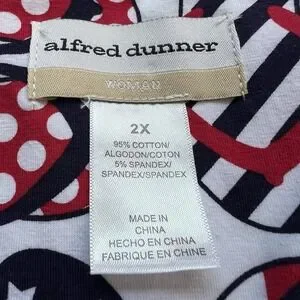 alfred dunner
WOMAN
2X
95% COTTON/
ALGODON/COTON
5% SPANDEX/
SPANDEX/SPANDEX
MADE IN
CHINA
HECHO EN CHINA
FABRIQUE EN CHINE